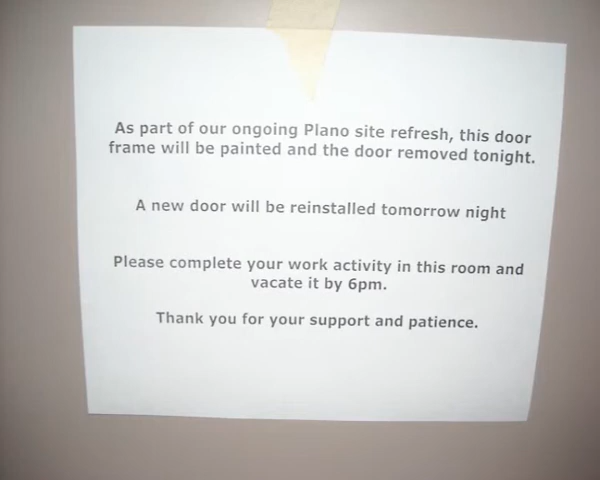 As part of our ongoing Plano site refresh, this door
frame will be painted and the door removed tonight.
A new door will be reinstalled tomorrow night
Please complete your work activity in this room and
vacate it by 6pm.
Thank you for your support and patience.